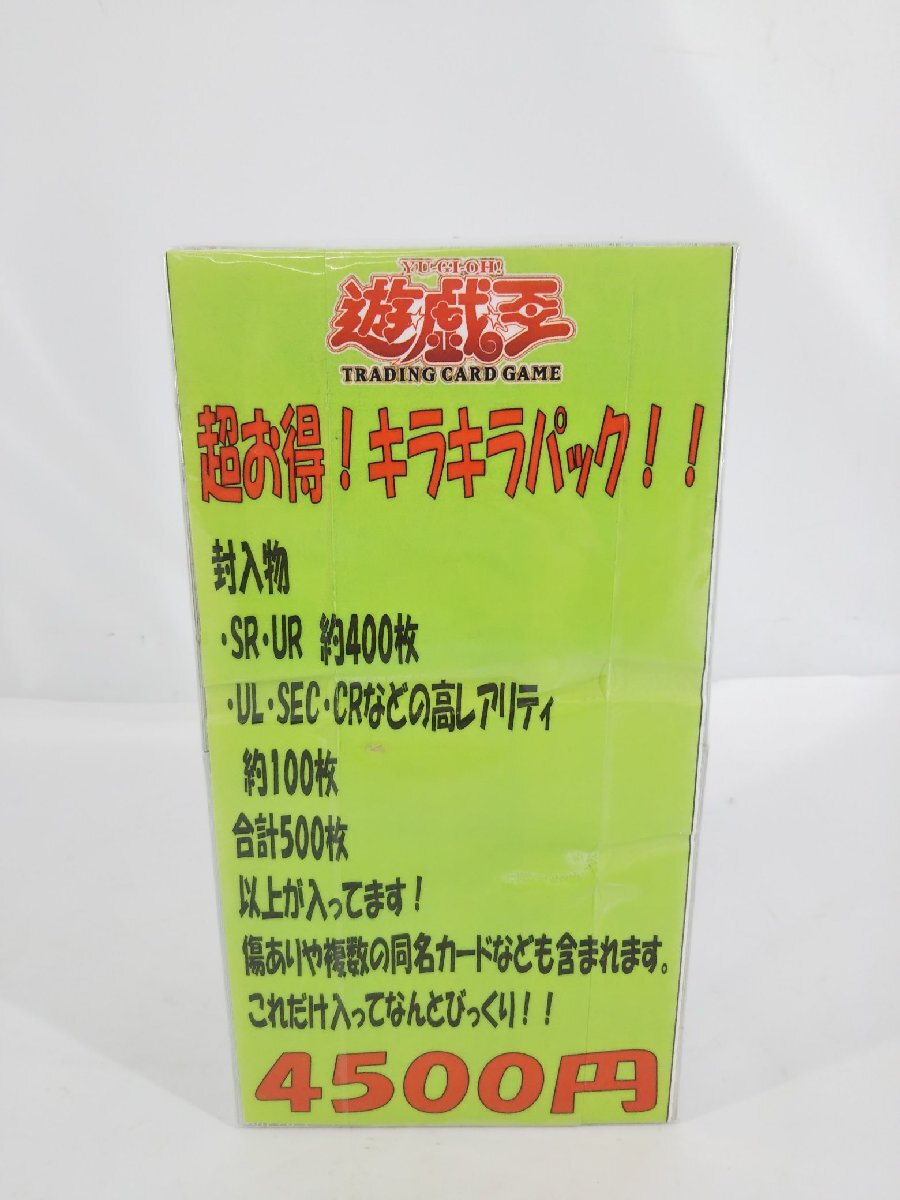 YU-GI-OH!
遊戯王
TRADING CARD GAME
超お得！キラキラパック！！
封入物
・SR・UR 約400枚
・UL・SEC・CRなどの高レアリティ
約100枚
合計500枚
以上が入ってます！
傷ありや複数の同名カードなども含まれます。
これだけ入ってなんとびっくり！！
4500円